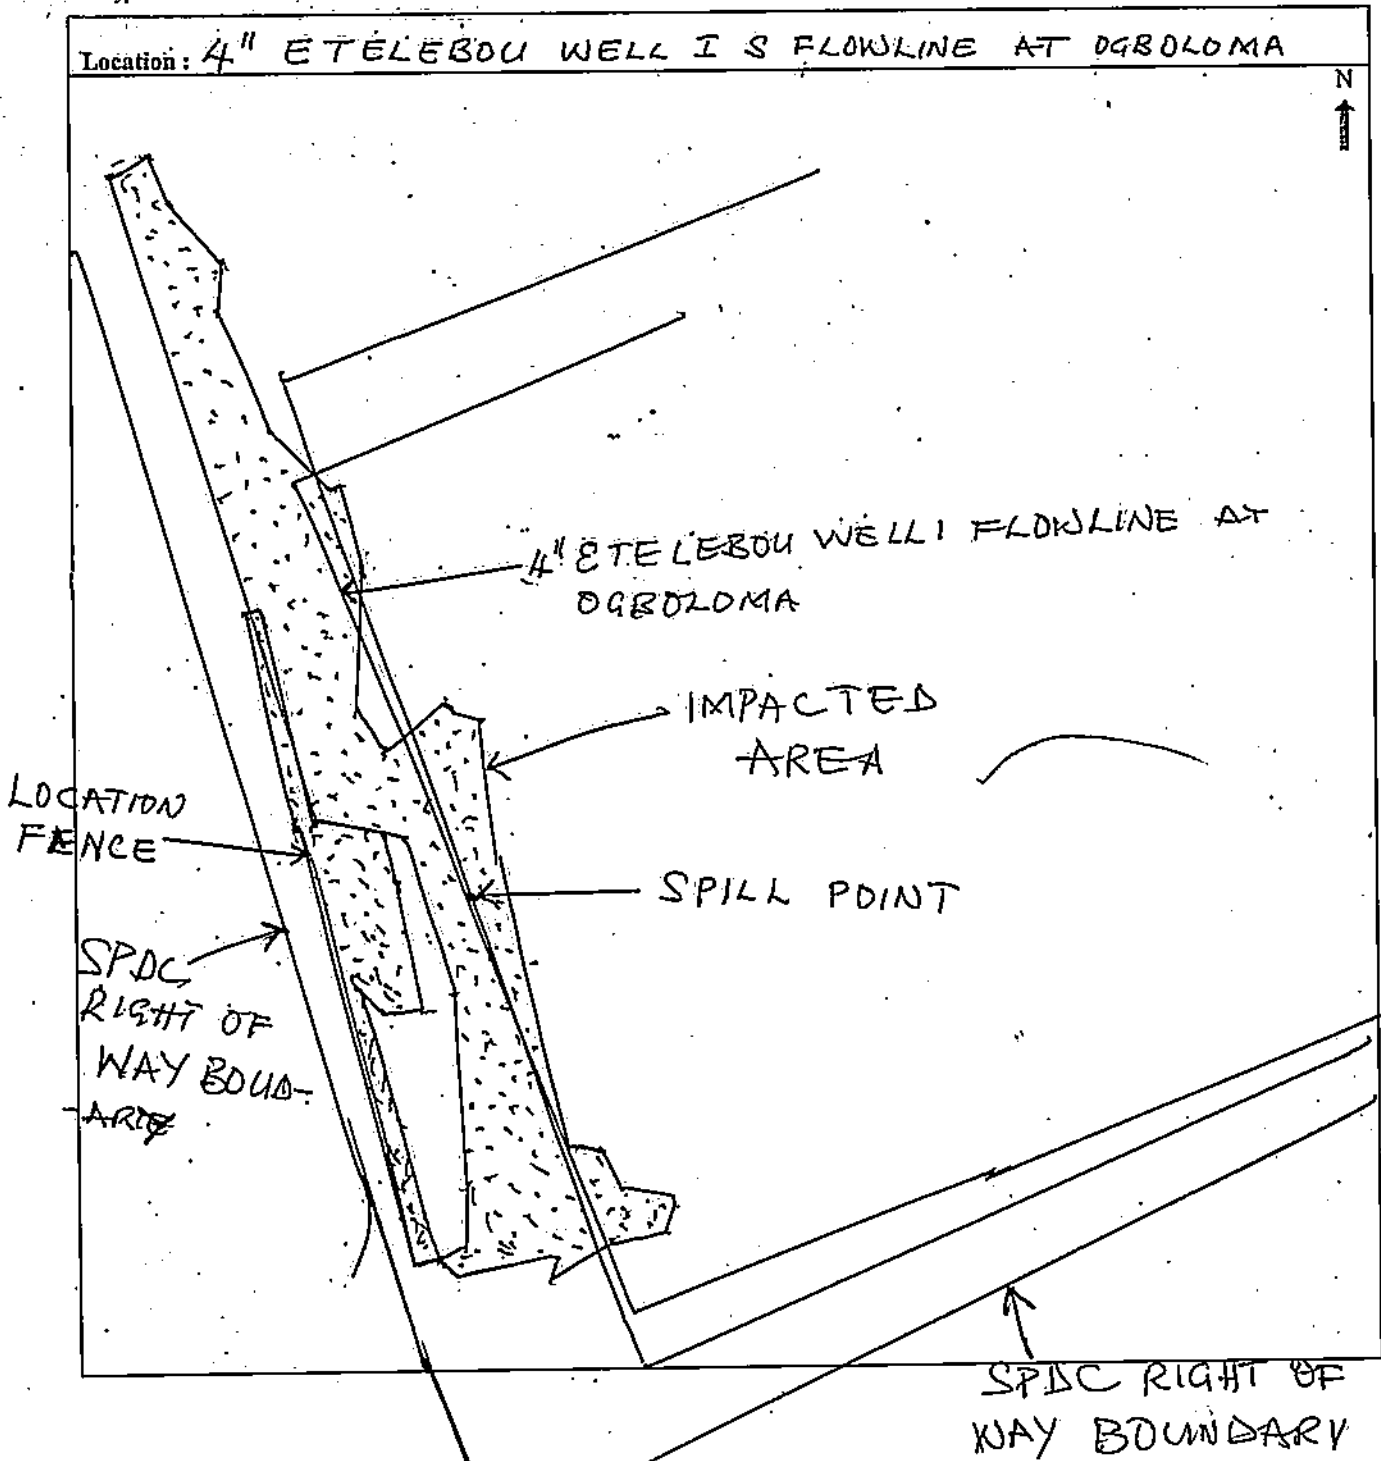 Location: 4" ETELEBOU WELL I S FLOWLINE AT OGBOLOMA
N
4" ETELEBOU WELL I FLOWLINE AT
OGBOLOMA
IMPACTED
AREA
LOCATION
FENCE
SPILL POINT
SPDC
RIGHT OF
WAY BOUD-
ARY
SPDC RIGHT OF
WAY BOUNDARY